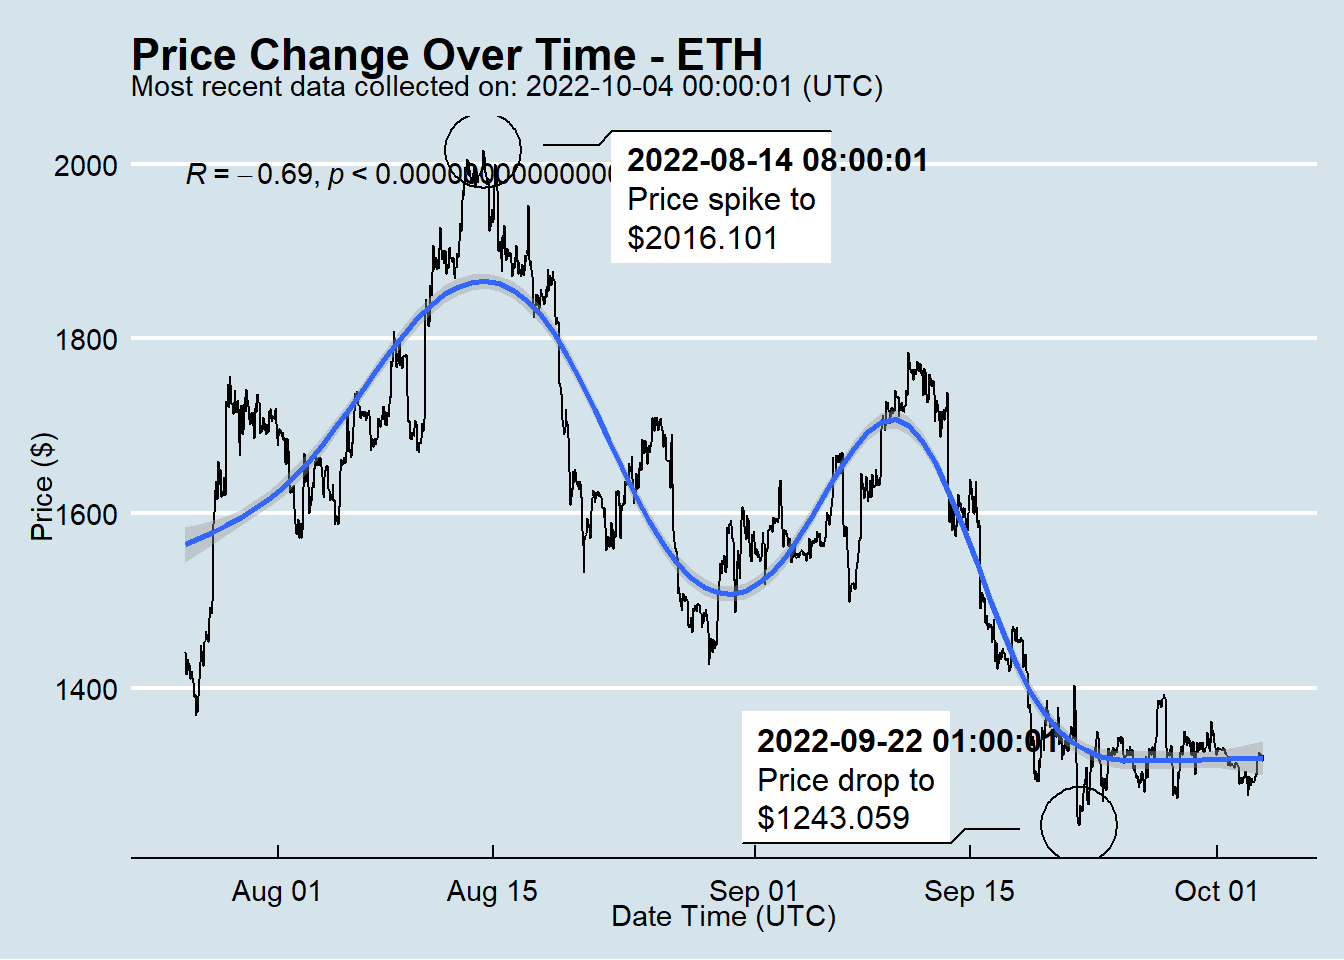 Price Change Over Time - ETH
Most recent data collected on: 2022-10-04 00:00:01 (UTC)
R = −0.69, p < 0.0000000000000
2022-08-14 08:00:01
Price spike to
$2016.101
2000
1800
1600
1400
Price ($)
2022-09-22 01:00:01
Price drop to
$1243.059
Aug 01 Aug 15 Sep 01 Sep 15 Oct 01
Date Time (UTC)